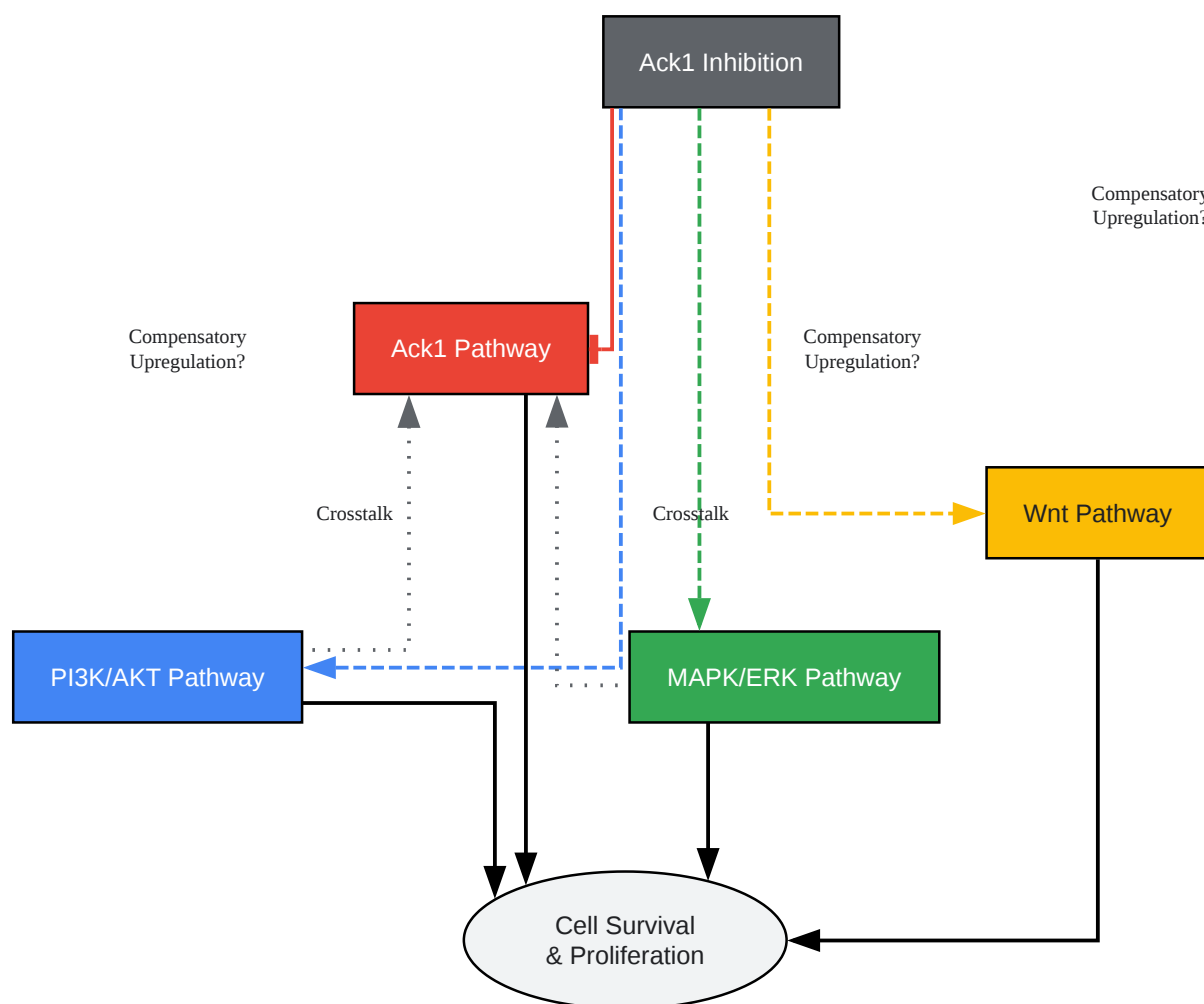 Ack1 Inhibition
Compensatory
Upregulation?
Compensatory
Upregulation?
Ack1 Pathway
Compensatory
Upregulation?
Crosstalk
Crosstalk
Wnt Pathway
PI3K/AKT Pathway
MAPK/ERK Pathway
Cell Survival
& Proliferation